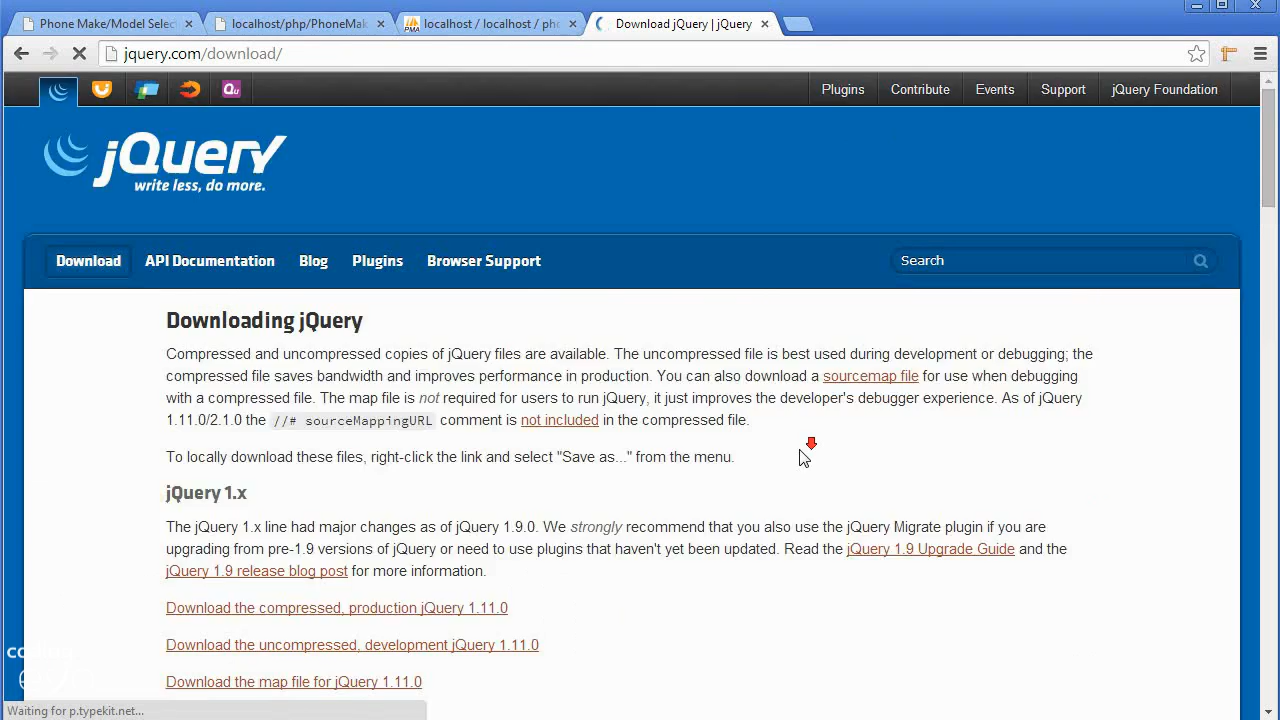 Phone Make/Model Selec
localhost/php/PhoneMak
localhost / localhost / pho
Download jQuery | jQuery
jquery.com/download/
Qu
Plugins
Contribute
Events
Support
jQuery Foundation
jQuery
write less, do more.
Download
API Documentation
Blog
Plugins
Browser Support
Search
Downloading jQuery
Compressed and uncompressed copies of jQuery files are available. The uncompressed file is best used during development or debugging; the
compressed file saves bandwidth and improves performance in production. You can also download a sourcemap file for use when debugging
with a compressed file. The map file is not required for users to run jQuery, it just improves the developer's debugger experience. As of jQuery
1.11.0/2.1.0 the //# sourceMappingURL comment is not included in the compressed file.
To locally download these files, right-click the link and select "Save as..." from the menu.
jQuery 1.x
The jQuery 1.x line had major changes as of jQuery 1.9.0. We strongly recommend that you also use the jQuery Migrate plugin if you are
upgrading from pre-1.9 versions of jQuery or need to use plugins that haven't yet been updated. Read the jQuery 1.9 Upgrade Guide and the
jQuery 1.9 release blog post for more information.
Download the compressed, production jQuery 1.11.0
Download the uncompressed, development jQuery 1.11.0
Download the map file for jQuery 1.11.0
Waiting for p.typekit.net...